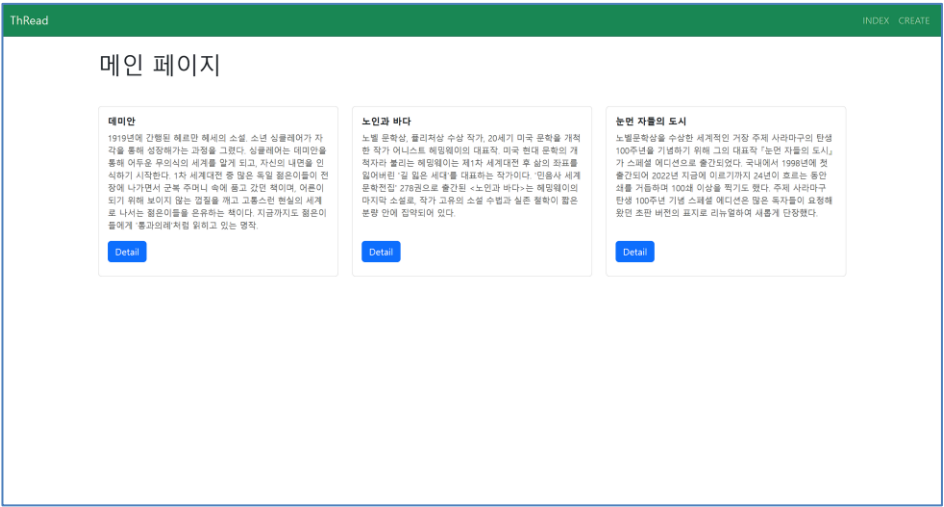 ThRead
INDEX CREATE
메인 페이지
데미안
1919년에 간행된 헤르만 헤세의 소설. 소년 싱클레어가 자
각을 통해 성장해가는 과정을 그렸다. 싱클레어는 데미안을
통해 어두운 무의식의 세계를 알게 되고, 자신의 내면을 인
식하기 시작한다. 1차 세계대전 중 많은 독일 젊은이들이 전
장에 나가면서 군복 주머니 속에 품고 갔던 책이며, 어른이
되기 위해 보이지 않는 껍질을 깨고 고통스런 현실의 세계
로 나서는 젊은이들을 은유하는 책이다. 지금까지도 젊은이
들에게 '통과의례'처럼 읽히고 있는 명작.
Detail
노인과 바다
노벨 문학상, 퓰리처상 수상 작가, 20세기 미국 문학을 개척
한 작가 어니스트 헤밍웨이의 대표작. 미국 현대 문학의 개
척자라 불리는 헤밍웨이는 제1차 세계대전 후 삶의 좌표를
잃어버린 '길 잃은 세대'를 대표하는 작가이다. '민음사 세계
문학전집' 278권으로 출간된 <노인과 바다>는 헤밍웨이의
마지막 소설로, 작가 고유의 소설 수법과 실존 철학이 짧은
분량 안에 집약되어 있다.
Detail
눈먼 자들의 도시
노벨문학상을 수상한 세계적인 거장 주제 사라마구의 탄생
100주년을 기념하기 위해 그의 대표작 『눈먼 자들의 도시』
가 스페셜 에디션으로 출간되었다. 국내에서 1998년에 첫
출간되어 2022년 지금에 이르기까지 24년이 흐르는 동안
쇄를 거듭하며 100쇄 이상을 찍기도 했다. 주제 사라마구
탄생 100주년 기념 스페셜 에디션은 많은 독자들이 요청해
왔던 초판 버전의 표지로 리뉴얼하여 새롭게 단장했다.
Detail